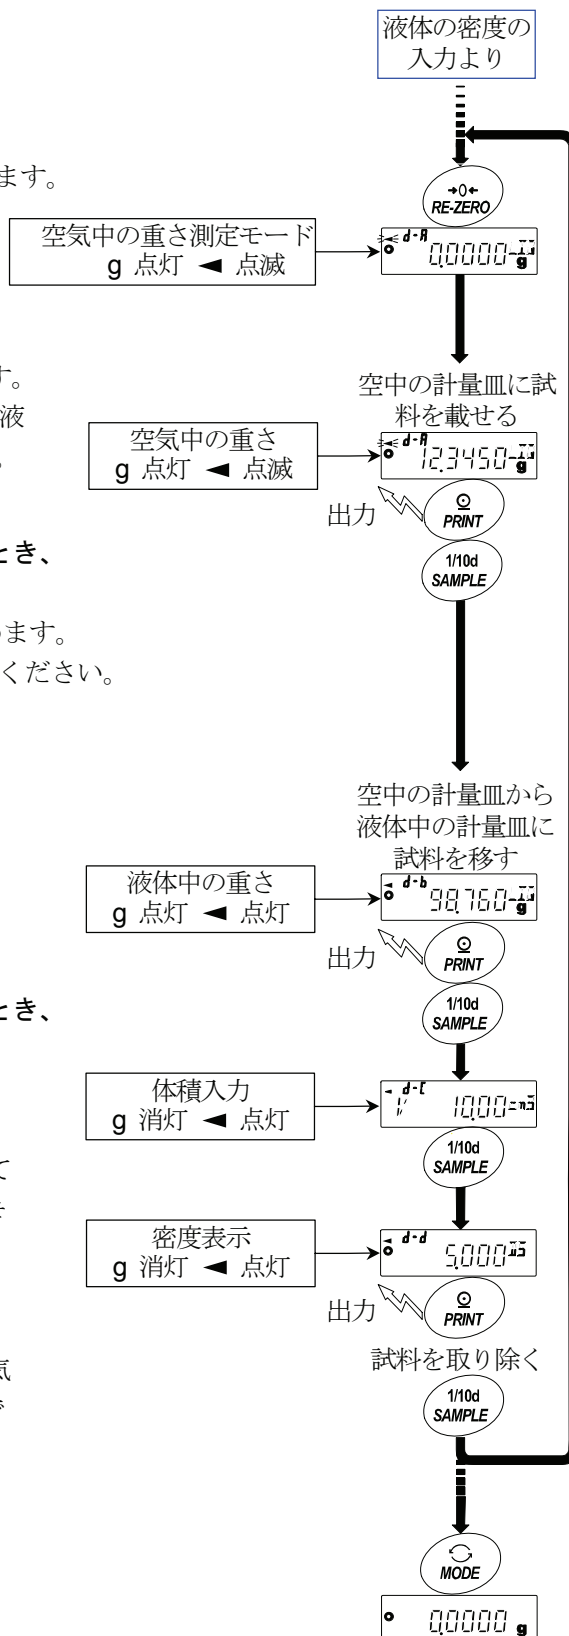 液体の密度の
入力より
ます。
→0←
RE-ZERO
空気中の重さ測定モード
g 点灯 ◄ 点滅
d-A
0.0000 g
す。
液
空中の計量皿に試
料を載せる
空気中の重さ
g 点灯 ◄ 点滅
d-A
12.3450 g
出力
PRINT
1/10d
SAMPLE
とき、
ます。
ください。
空中の計量皿から
液体中の計量皿に
試料を移す
液体中の重さ
g 点灯 ◄ 点灯
d-b
98.760 g
出力
PRINT
1/10d
SAMPLE
とき、
体積入力
g 消灯 ◄ 点灯
d-C
V 10.00
1/10d
SAMPLE
て
密度表示
g 消灯 ◄ 点灯
d-d
5.000
出力
PRINT
試料を取り除く
気
1/10d
SAMPLE
MODE
0.0000 g